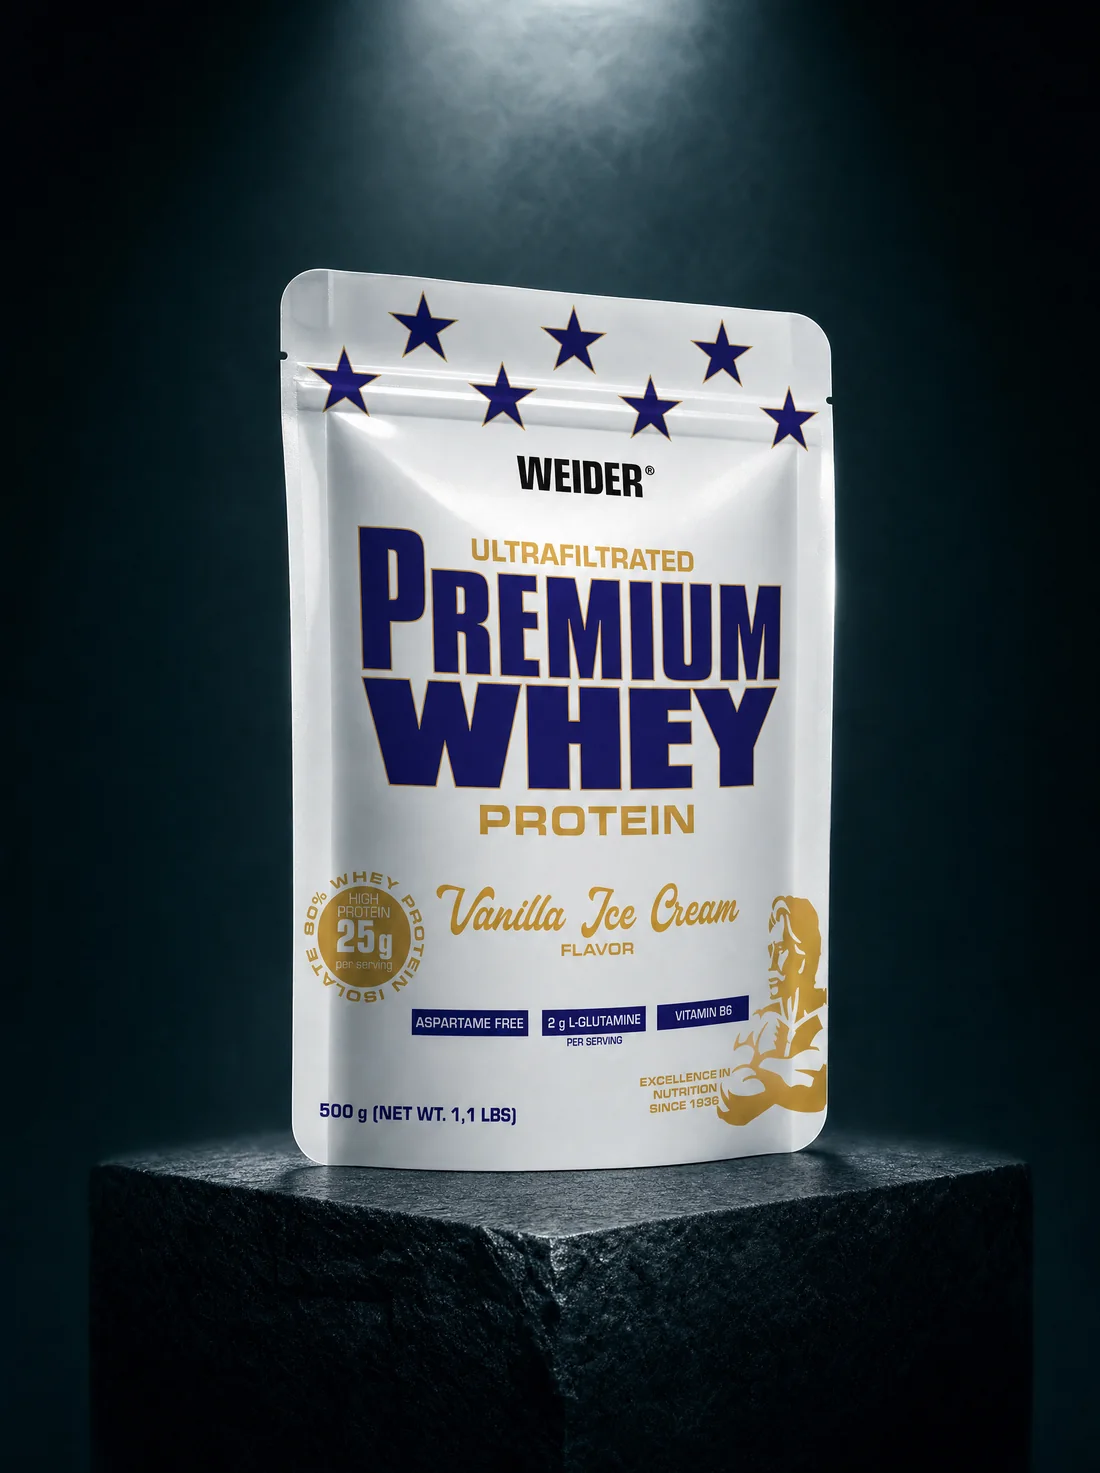 WEIDER®
ULTRAFILTRATED
PREMIUM
WHEY
PROTEIN
Vanilla Ice Cream
FLAVOR
80% WHEY PROTEIN ISOLATE
HIGH
PROTEIN
25g
per serving
ASPARTAME FREE
2 g L-GLUTAMINE
PER SERVING
VITAMIN B6
EXCELLENCE IN
NUTRITION
SINCE 1936
500 g (NET WT. 1,1 LBS)